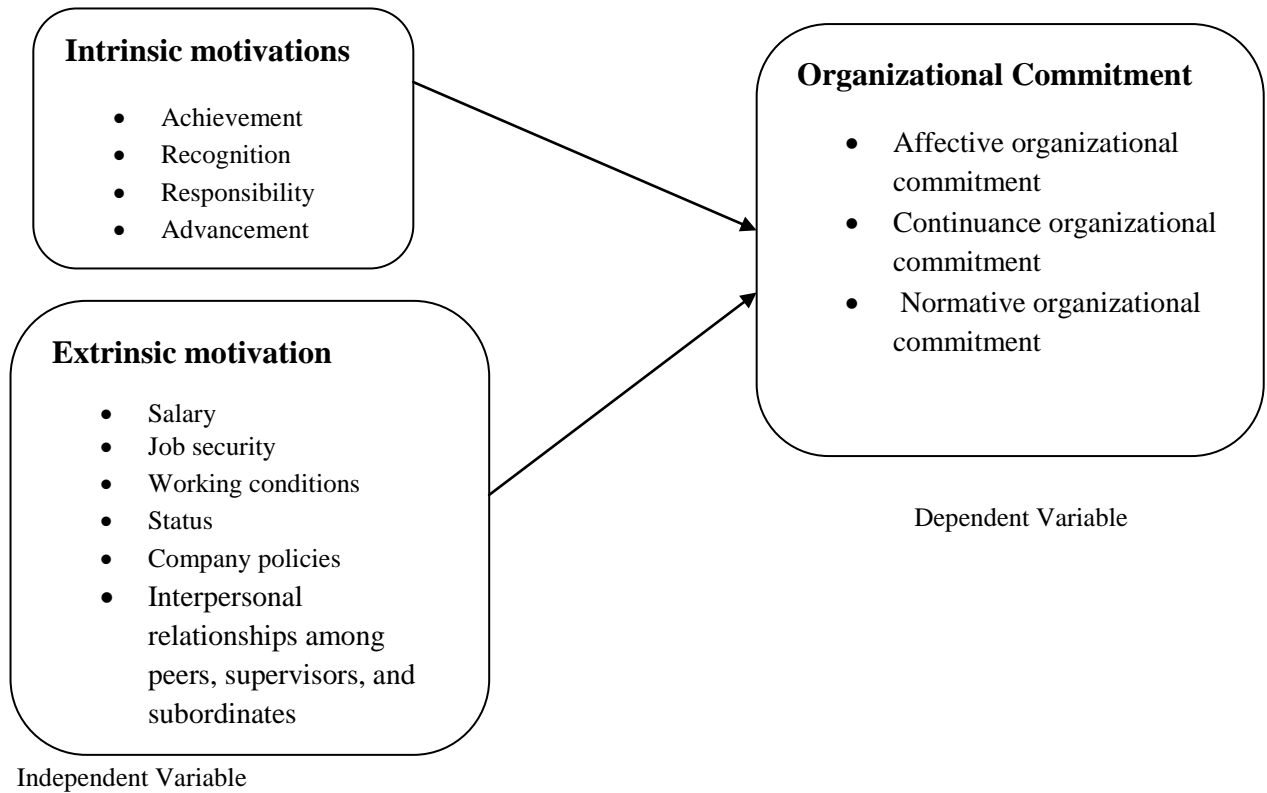 Intrinsic motivations
• Achievement
• Recognition
• Responsibility
• Advancement
Extrinsic motivation
• Salary
• Job security
• Working conditions
• Status
• Company policies
• Interpersonal
relationships among
peers, supervisors, and
subordinates
Independent Variable
Organizational Commitment
• Affective organizational
commitment
• Continuance organizational
commitment
• Normative organizational
commitment
Dependent Variable